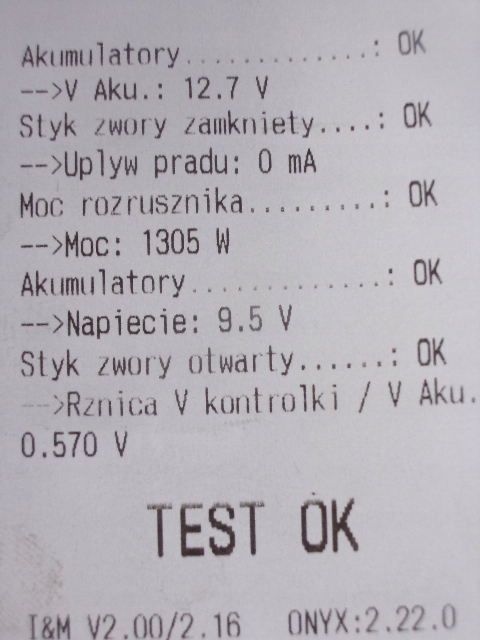 Akumulatory..............: OK
-->V Aku.: 12.7 V
Styk zwory zamkniety....: OK
-->Uplyw pradu: 0 mA
Moc rozrusznika.........: OK
-->Moc: 1305 W
Akumulatory.............: OK
-->Napiecie: 9.5 V
Styk zwory otwarty......: OK
-->Rznica V kontrolki / V Aku.
0.570 V
TEST OK
I&M V2.00/2.16 ONYX:2.22.0